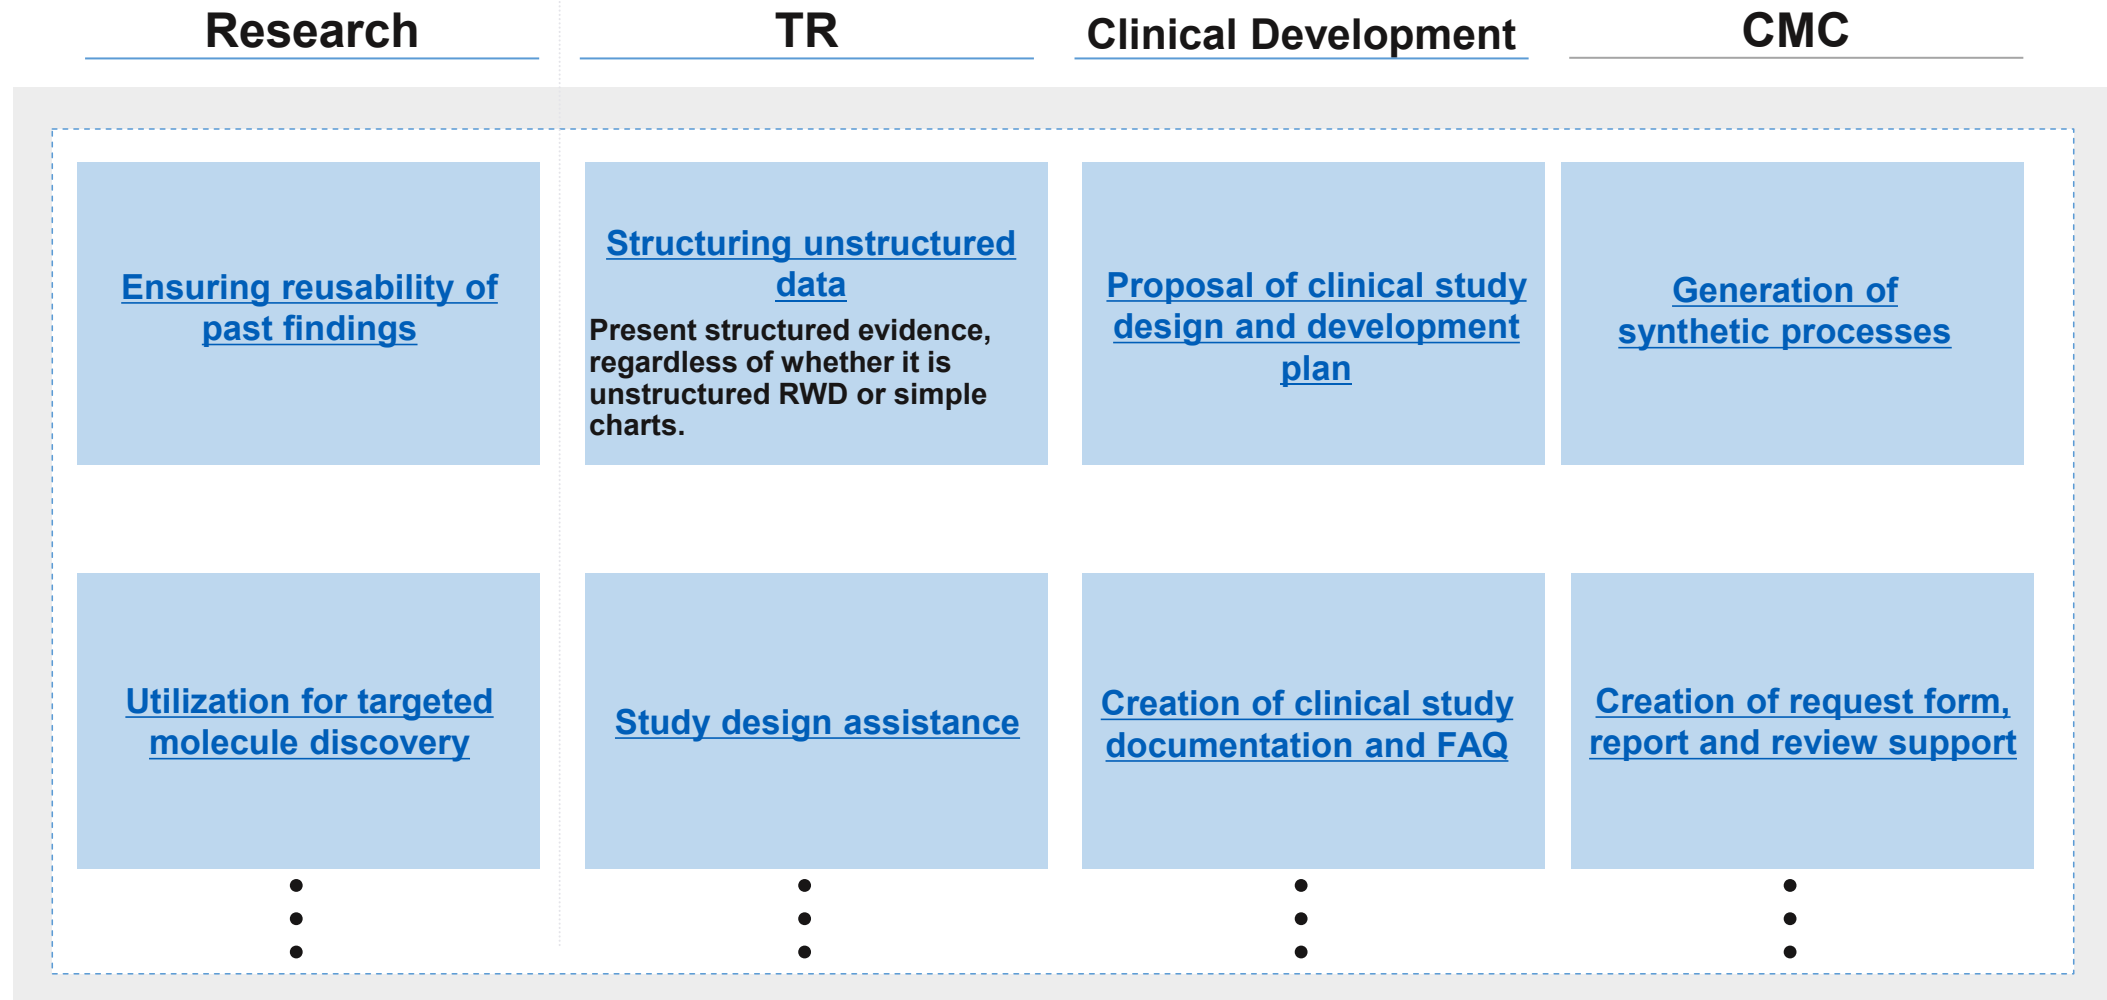 Research
TR
Clinical Development
CMC
Ensuring reusability of
past findings
Structuring unstructured
data
Present structured evidence,
regardless of whether it is
unstructured RWD or simple
charts.
Proposal of clinical study
design and development
plan
Generation of
synthetic processes
Utilization for targeted
molecule discovery
Study design assistance
Creation of clinical study
documentation and FAQ
Creation of request form,
report and review support